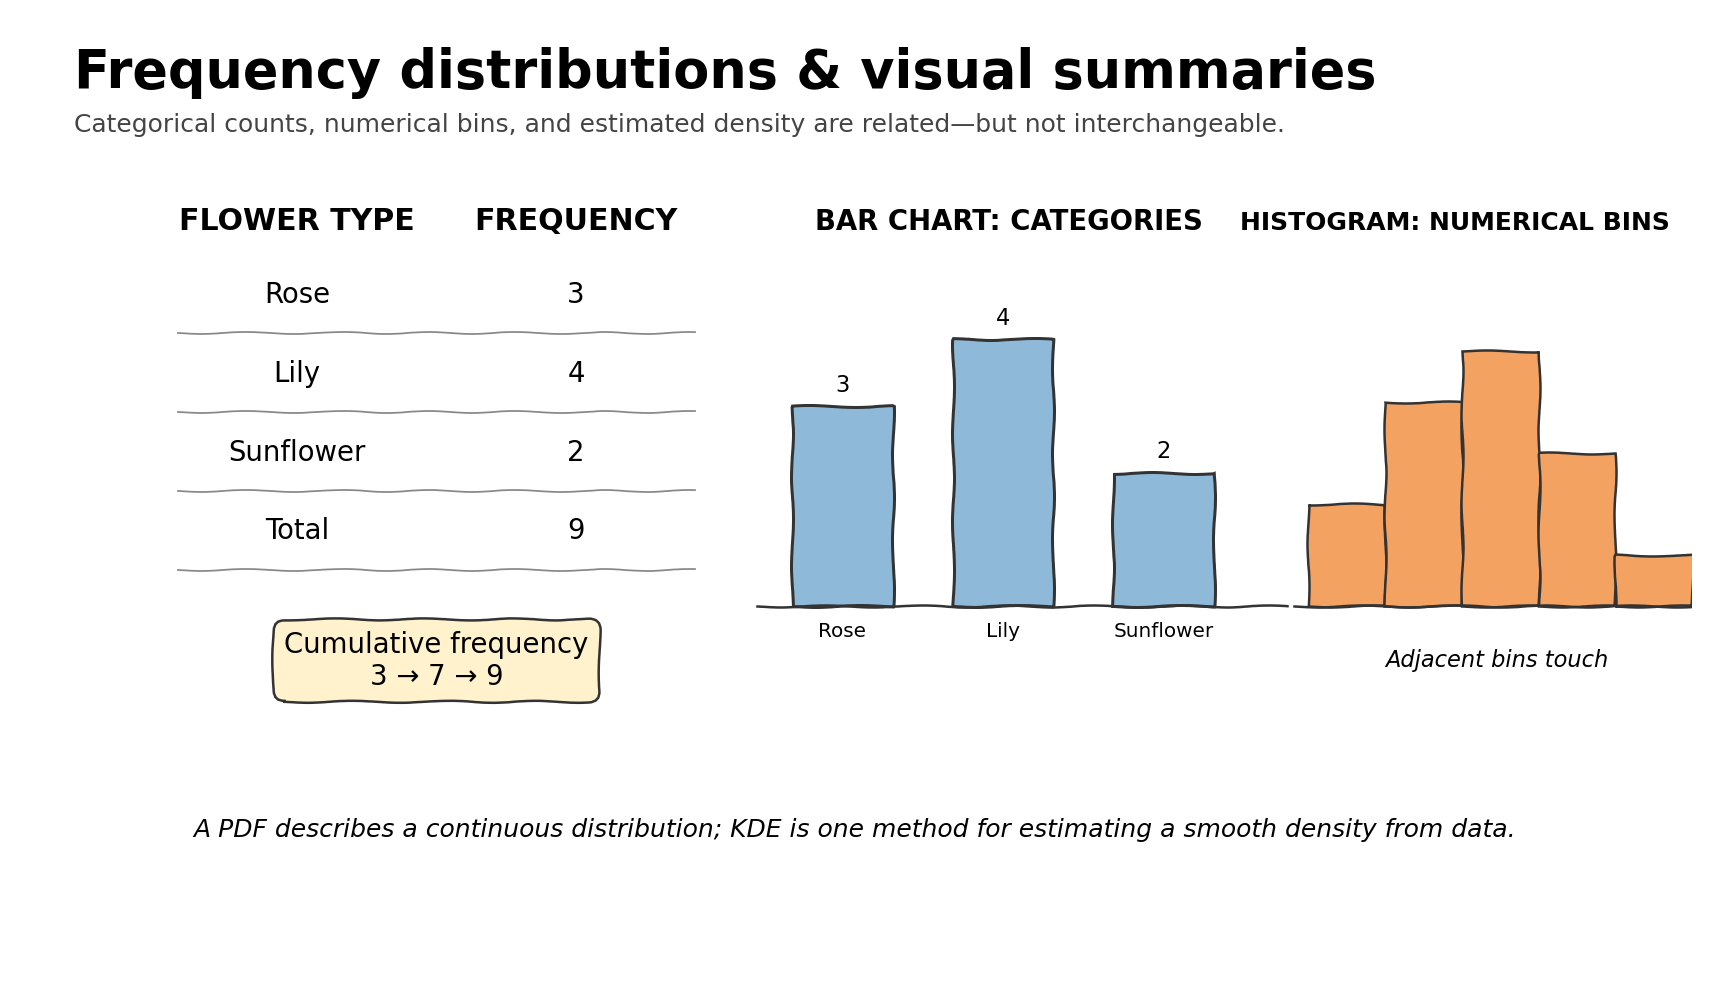 Frequency distributions & visual summaries
Categorical counts, numerical bins, and estimated density are related—but not interchangeable.
FLOWER TYPE FREQUENCY
Rose 3
Lily 4
Sunflower 2
Total 9
Cumulative frequency
3 → 7 → 9
BAR CHART: CATEGORIES
3
4
2
Rose Lily Sunflower
HISTOGRAM: NUMERICAL BINS
Adjacent bins touch
A PDF describes a continuous distribution; KDE is one method for estimating a smooth density from data.